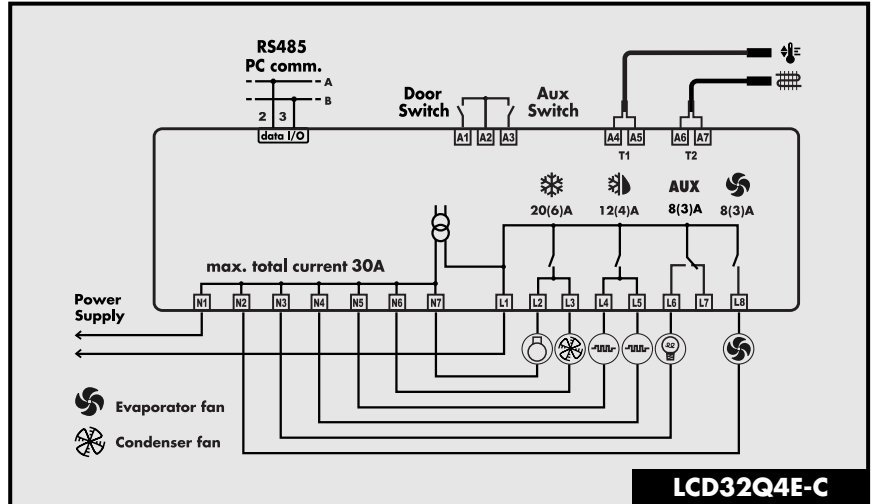 RS485
PC comm.
A
B
2 3
data I/O
Door
Switch
Aux
Switch
A1 A2 A3
A4 A5
A6 A7
T1
T2
AUX
20(6)A
12(4)A
8(3)A
8(3)A
max. total current 30A
N1 N2 N3 N4 N5 N6 N7 L1 L2 L3 L4 L5 L6 L7 L8
Power
Supply
Evaporator fan
Condenser fan
LCD32Q4E-C